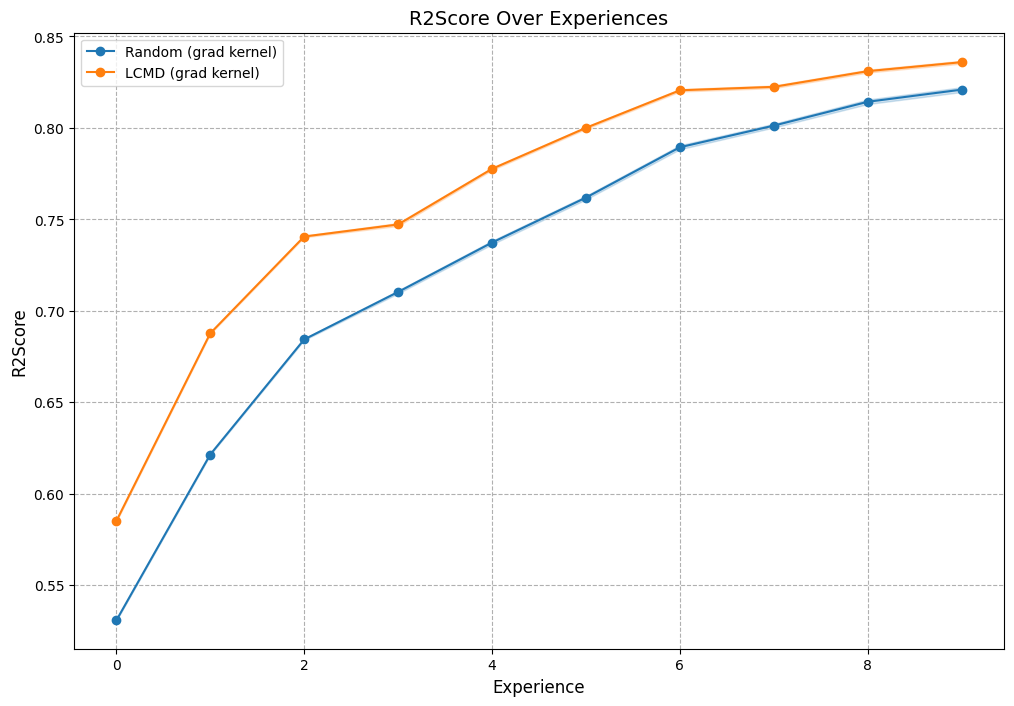 R2Score Over Experiences
Random (grad kernel)
LCMD (grad kernel)
R2Score
0.85
0.80
0.75
0.70
0.65
0.60
0.55
0 2 4 6 8
Experience